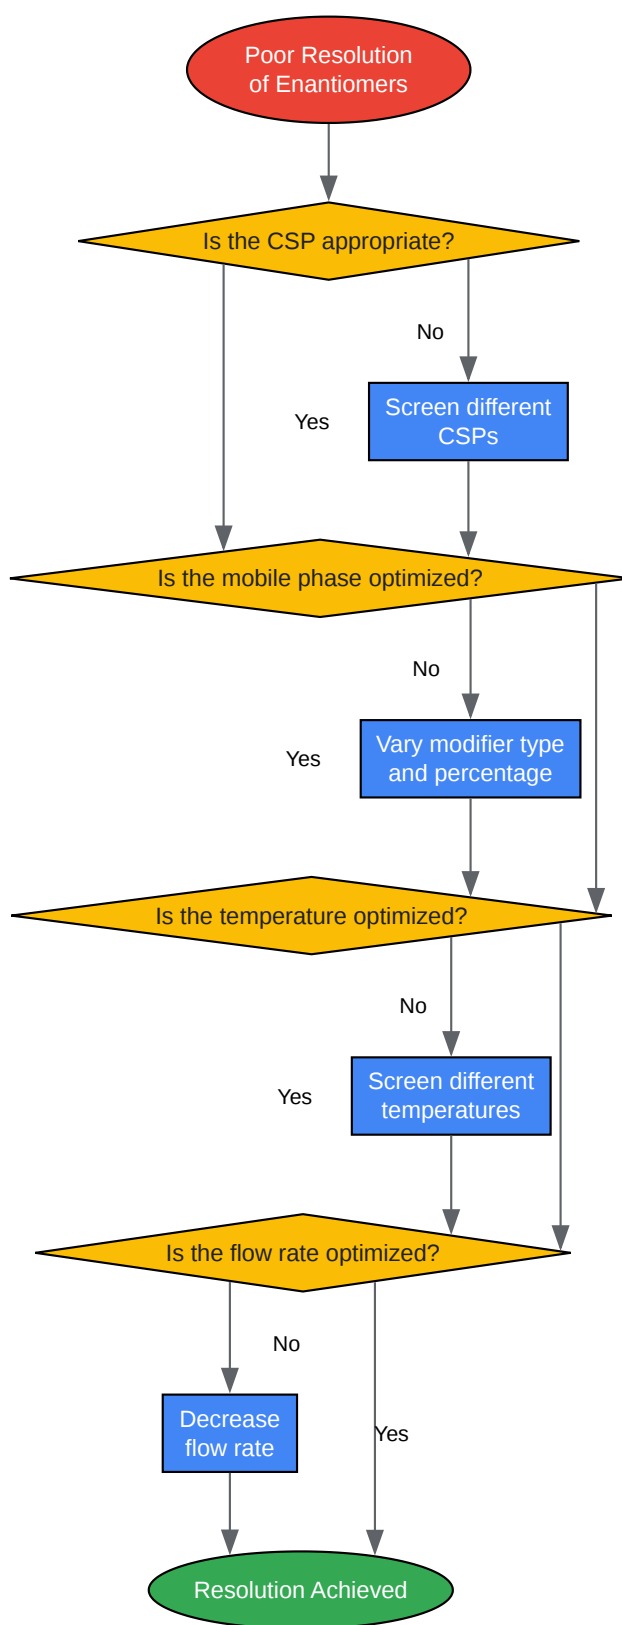 Poor Resolution
of Enantiomers
Is the CSP appropriate?
No
Yes
Screen different
CSPs
Is the mobile phase optimized?
No
Yes
Vary modifier type
and percentage
Is the temperature optimized?
No
Yes
Screen different
temperatures
Is the flow rate optimized?
No
Decrease
flow rate
Yes
Resolution Achieved